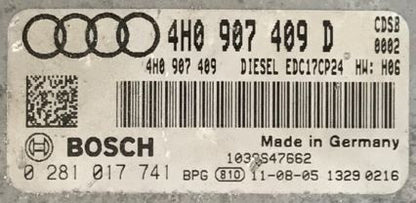 4H0 907 409 D CDSB
0002
4H0 907 409 DIESEL EDC17CP24 HW: H06
BOSCH Made in Germany
1039S47662
0 281 017 741 BPG 810 11-08-05 1329 0216